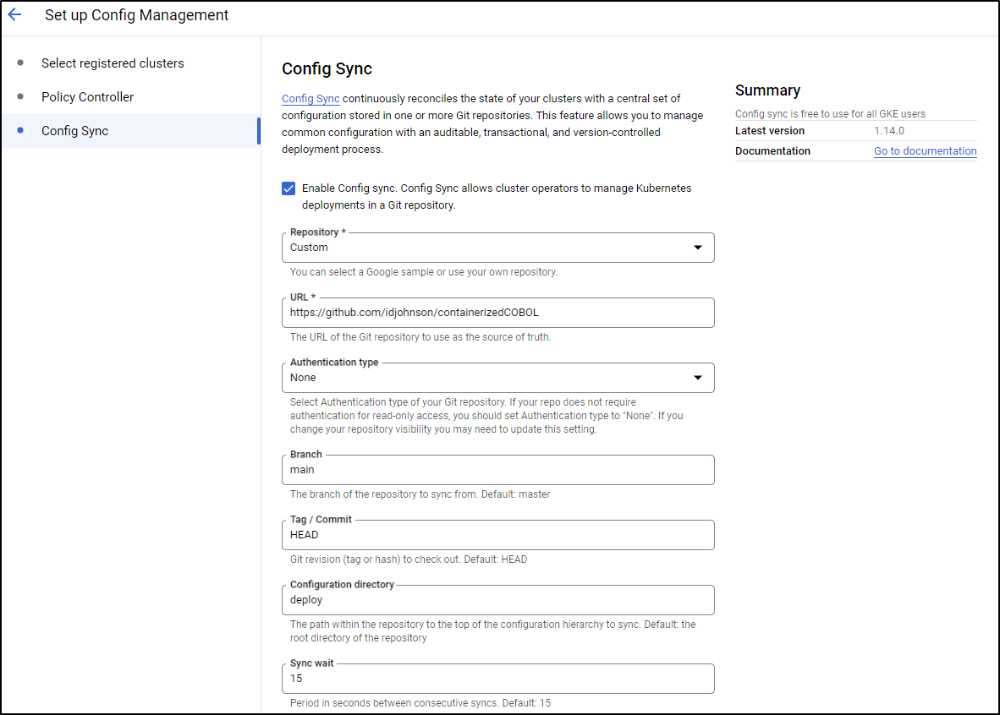 Set up Config Management
Select registered clusters
Policy Controller
Config Sync
Config Sync
Config Sync continuously reconciles the state of your clusters with a central set of
configuration stored in one or more Git repositories. This feature allows you to manage
common configuration with an auditable, transactional, and version-controlled
deployment process.
Enable Config sync. Config Sync allows cluster operators to manage Kubernetes
deployments in a Git repository.
Repository *
Custom
You can select a Google sample or use your own repository.
URL *
https://github.com/idjohnson/containerizedCOBOL
The URL of the Git repository to use as the source of truth.
Authentication type
None
Select Authentication type of your Git repository. If your repo does not require
authentication for read-only access, you should set Authentication type to "None". If you
change your repository visibility you may need to update this setting.
Branch
main
The branch of the repository to sync from. Default: master
Tag / Commit
HEAD
Git revision (tag or hash) to check out. Default: HEAD
Configuration directory
deploy
The path within the repository to the top of the configuration hierarchy to sync. Default: the
root directory of the repository
Sync wait
15
Period in seconds between consecutive syncs. Default: 15
Summary
Config sync is free to use for all GKE users
Latest version 1.14.0
Documentation Go to documentation